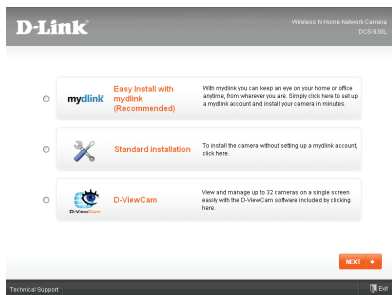 D-Link
Wireless N Home Network Camera
DCS-930L
mydlink
Easy Install with
mydlink
(Recommended)
With mydlink you can keep an eye on your home or office
anytime, from wherever you are. Simply click here to set up
a mydlink account and install your camera in minutes.
Standard installation
To install the camera without setting up a mydlink account,
click here.
D-ViewCam
D-ViewCam
View and manage up to 32 cameras on a single screen
easily with the D-ViewCam software included by clicking
here.
NEXT
Technical Support
Exit